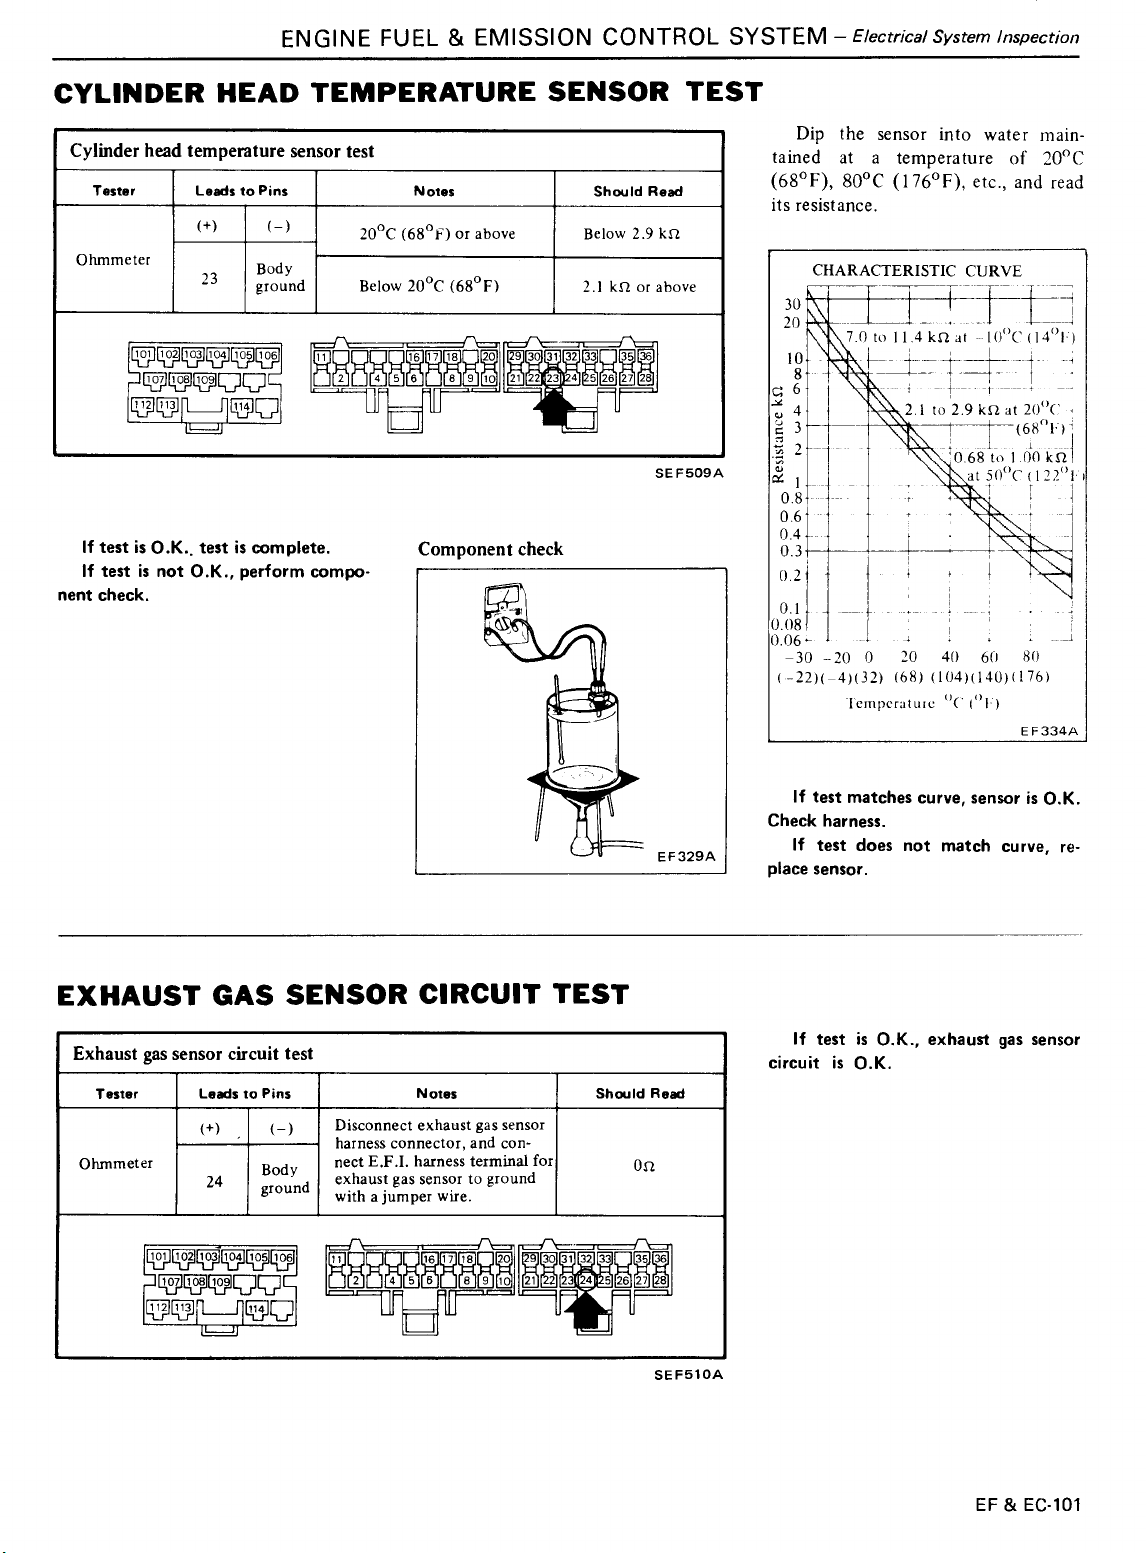 ENGINE FUEL & EMISSION CONTROL SYSTEM – Electrical System Inspection
CYLINDER HEAD TEMPERATURE SENSOR TEST
Cylinder head temperature sensor test
Tester Leads to Pins Notes Should Read
(+) (–)
Ohmmeter 23 Body ground
20°C (68°F) or above Below 2.9 kΩ
Below 20°C (68°F) 2.1 kΩ or above
101 102 103 104 105 106 11 16 17 18 20 29 30 31 32 33 35 36
107 108 109 2 4 5 6 8 9 10 21 22 23 24 25 26 27 28
112 113 114
SEF509A
If test is O.K., test is complete.
If test is not O.K., perform compo-
nent check.
Component check
EF329A
Dip the sensor into water main-
tained at a temperature of 20°C
(68°F), 80°C (176°F), etc., and read
its resistance.
CHARACTERISTIC CURVE
Resistance kΩ
30
20
10
8
6
4
3
2
1
0.8
0.6
0.4
0.3
0.2
0.1
0.08
0.06
7.0 to 11.4 kΩ at –10°C (14°F)
2.1 to 2.9 kΩ at 20°C
(68°F)
0.68 to 1.00 kΩ
at 50°C (122°F)
–30 –20 0 20 40 60 80
(–22)(–4)(32) (68) (104)(140)(176)
Temperature °C (°F)
EF334A
If test matches curve, sensor is O.K.
Check harness.
If test does not match curve, re-
place sensor.
EXHAUST GAS SENSOR CIRCUIT TEST
Exhaust gas sensor circuit test
Tester Leads to Pins Notes Should Read
(+) (–)
Ohmmeter 24 Body ground
Disconnect exhaust gas sensor
harness connector, and con-
nect E.F.I. harness terminal for
exhaust gas sensor to ground
with a jumper wire.
0Ω
101 102 103 104 105 106 11 16 17 18 20 29 30 31 32 33 35 36
107 108 109 2 4 5 6 8 9 10 21 22 23 24 25 26 27 28
112 113 114
SEF510A
If test is O.K., exhaust gas sensor
circuit is O.K.
EF & EC-101